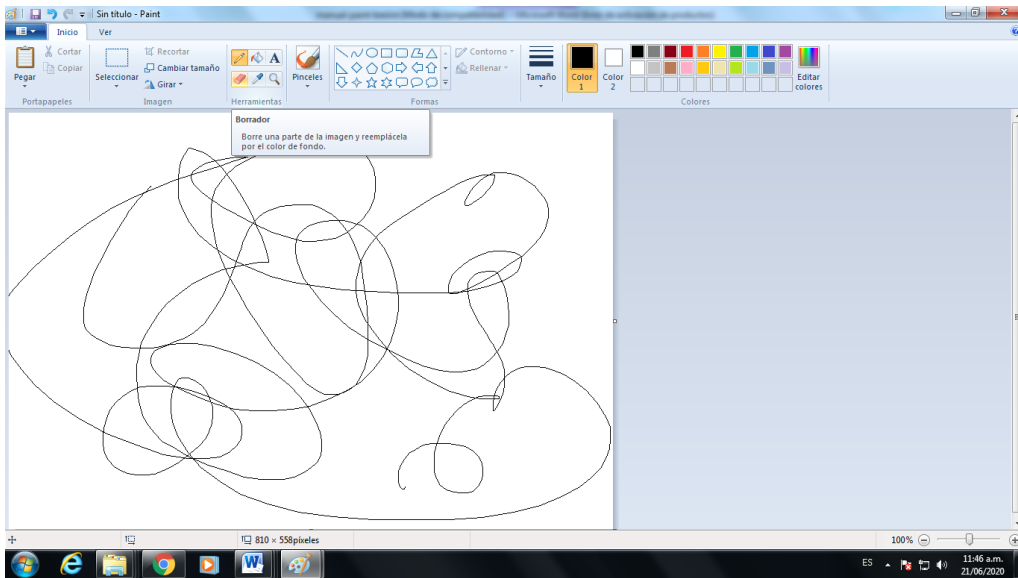 Sin título - Paint
Inicio Ver
Pegar
Cortar
Copiar
Portapapeles
Seleccionar
Recortar
Cambiar tamaño
Girar
Imagen
A
Herramientas
Pinceles
Contorno
Rellenar
Formas
Tamaño
Color
1
Color
2
Editar
colores
Colores
Borrador
Borre una parte de la imagen y reemplácela
por el color de fondo.
810 × 558píxeles
100%
ES
11:46 a.m.
21/06/2020